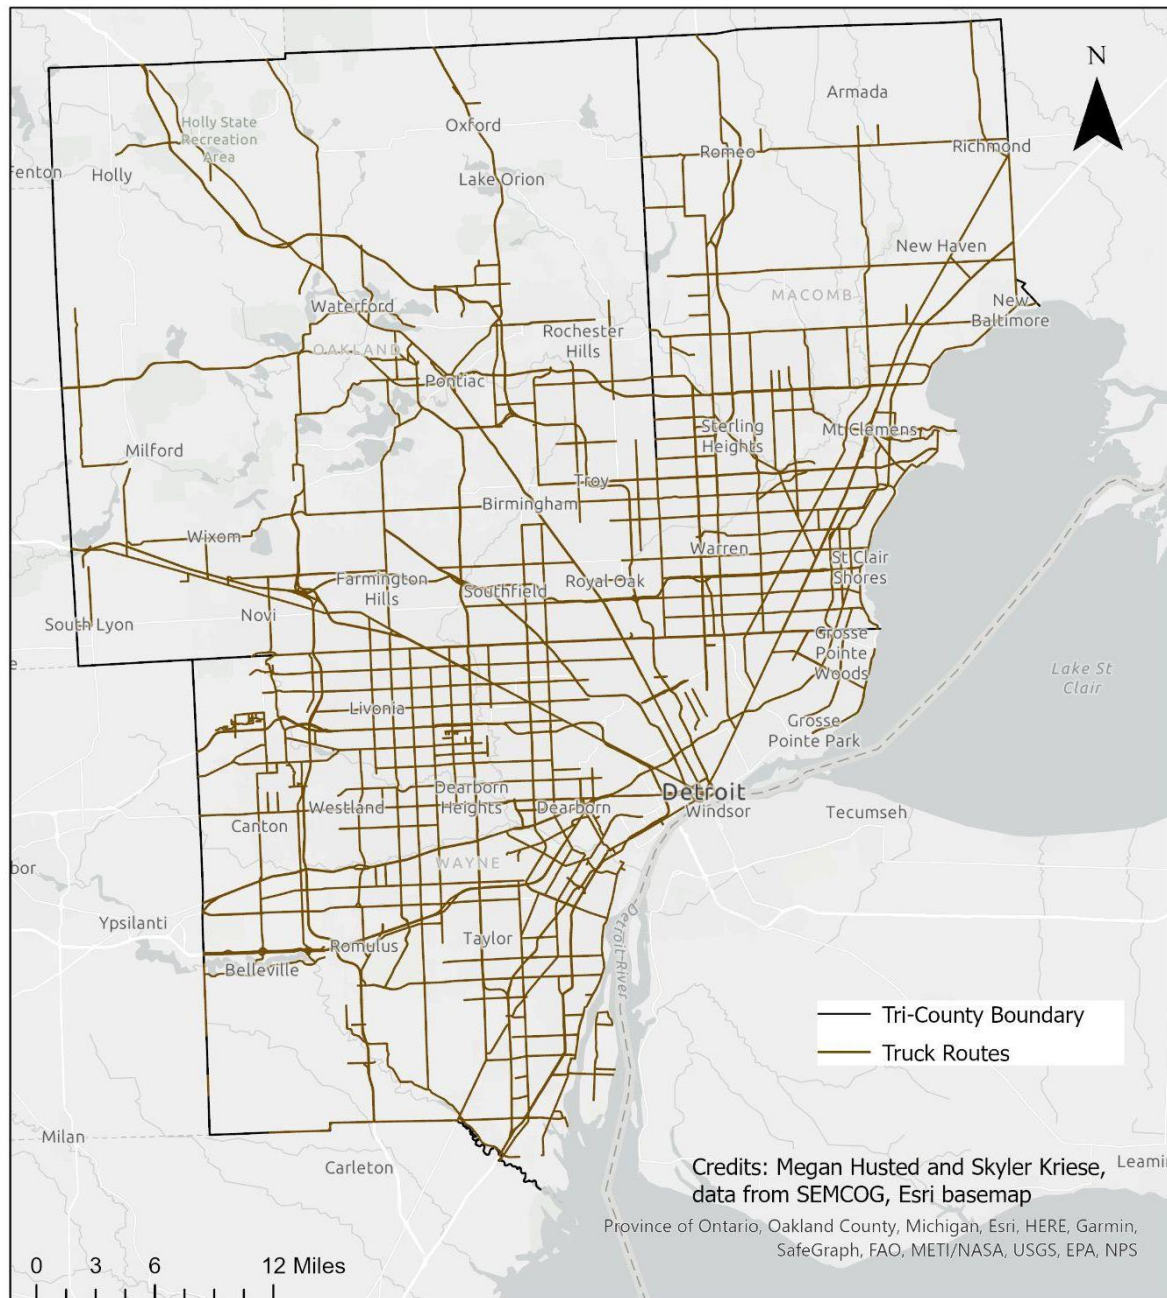 N
Armada
Holly State
Recreation
Area
Oxford
Romeo
Richmond
Fenton
Holly
Lake Orion
New Haven
MACOMB
Waterford
New
Baltimore
Rochester
Hills
OAKLAND
Pontiac
Sterling
Heights
Mt Clemens
Milford
Troy
Birmingham
Wixom
Warren
St Clair
Shores
Farmington
Hills
Southfield
Royal Oak
Novi
South Lyon
Grosse
Pointe
Woods
Lake St
Clair
Livonia
Grosse
Pointe Park
Detroit
Dearborn
Heights
Westland
Dearborn
Windsor
Tecumseh
Canton
WAYNE
bor
Ypsilanti
Romulus
Taylor
Detroit River
Belleville
Tri-County Boundary
Truck Routes
Milan
Carleton
Leamin
Credits: Megan Husted and Skyler Kriese,
data from SEMCOG, Esri basemap
Province of Ontario, Oakland County, Michigan, Esri, HERE, Garmin,
SafeGraph, FAO, METI/NASA, USGS, EPA, NPS
0 3 6 12 Miles